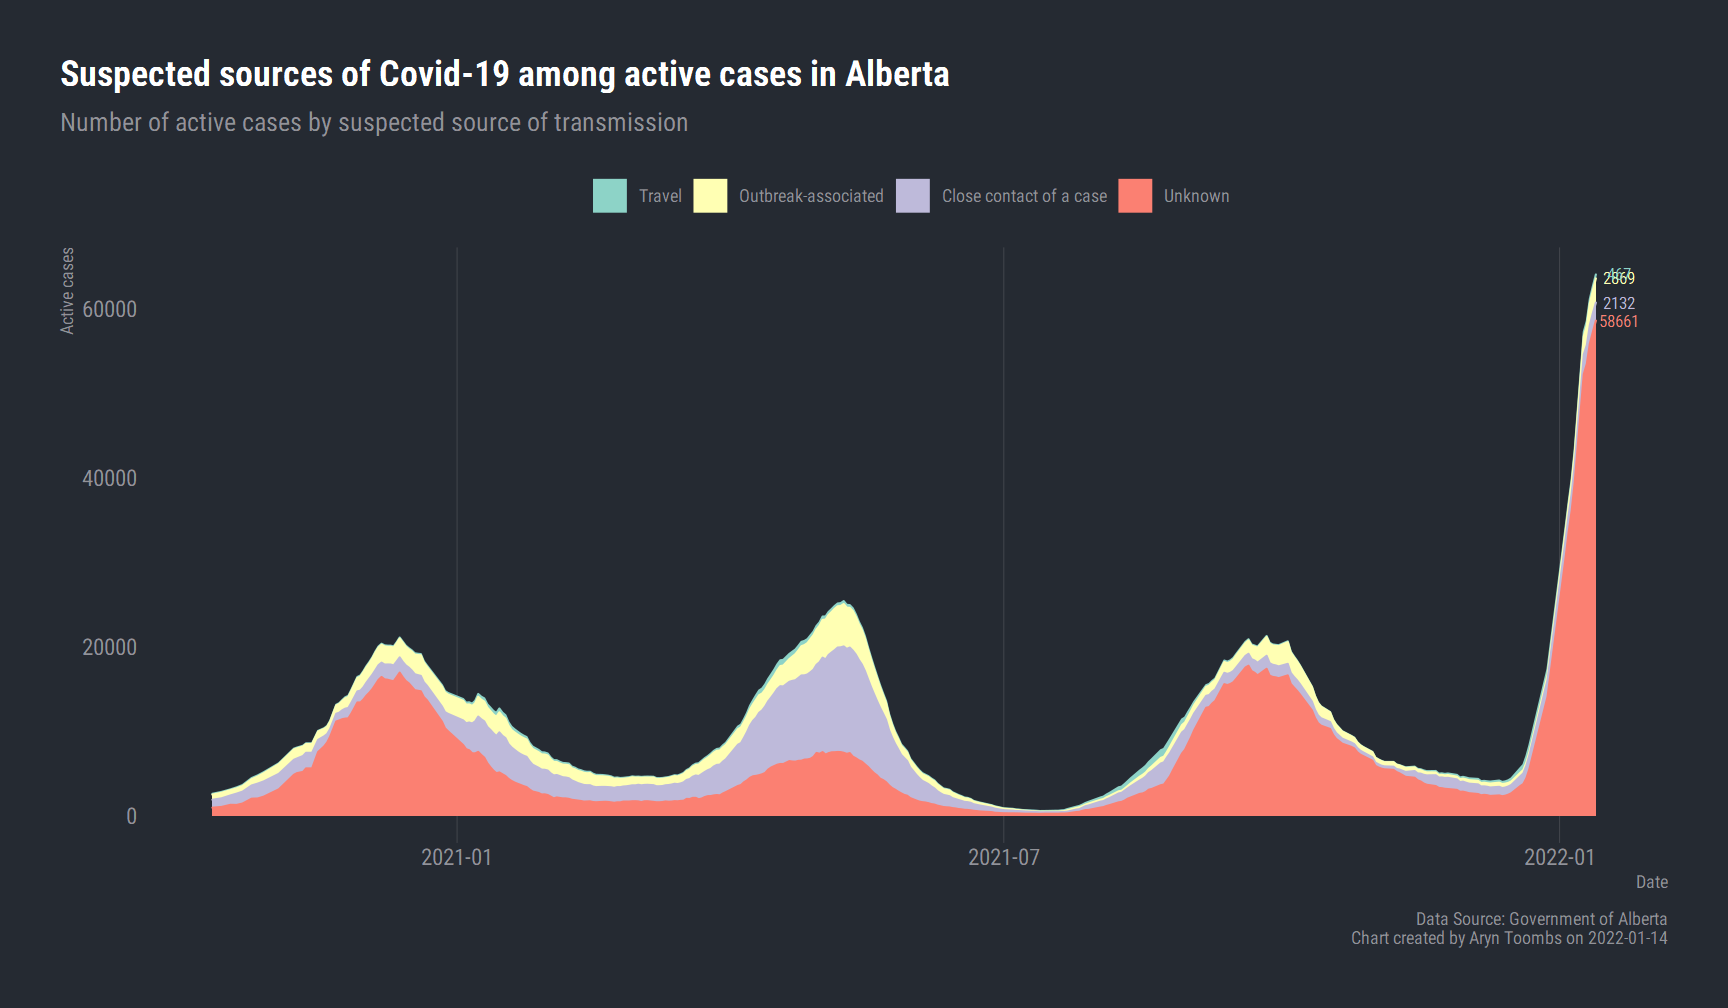 Suspected sources of Covid-19 among active cases in Alberta
Number of active cases by suspected source of transmission
Travel
Outbreak-associated
Close contact of a case
Unknown
Active cases
60000
40000
20000
0
467
2869
2132
58661
2021-01
2021-07
2022-01
Date
Data Source: Government of Alberta
Chart created by Aryn Toombs on 2022-01-14